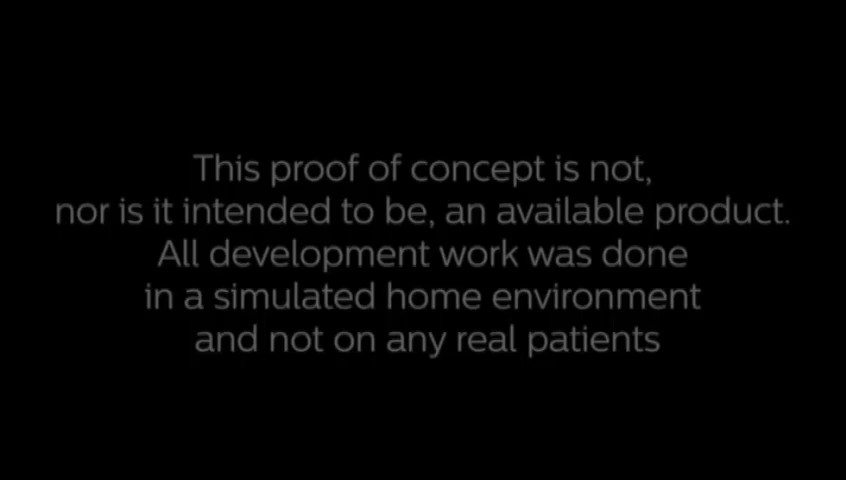 This proof of concept is not,
nor is it intended to be, an available product.
All development work was done
in a simulated home environment
and not on any real patients